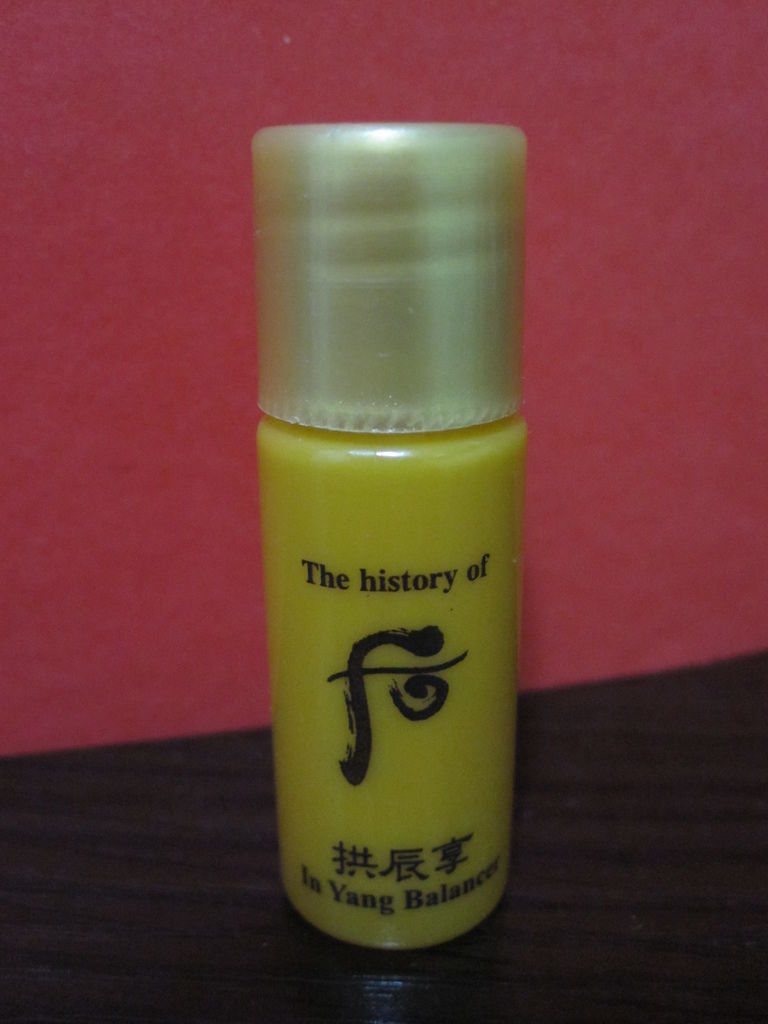 The history of
后
拱辰享
In Yang Balancer